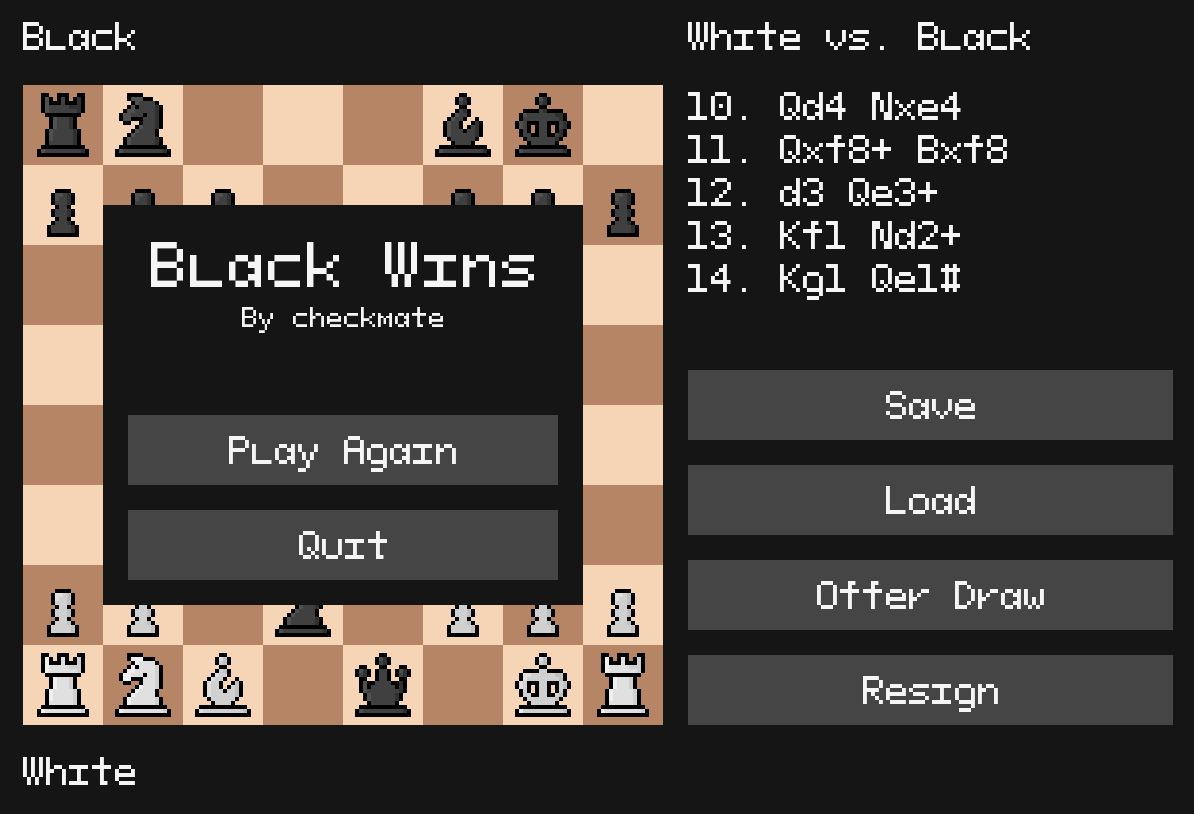 Black
White vs. Black
10. Qd4 Nxe4
11. Qxf8+ Bxf8
12. d3 Qe3+
13. Kf1 Nd2+
14. Kg1 Qe1#
Black Wins
By checkmate
Play Again
Quit
Save
Load
Offer Draw
Resign
White